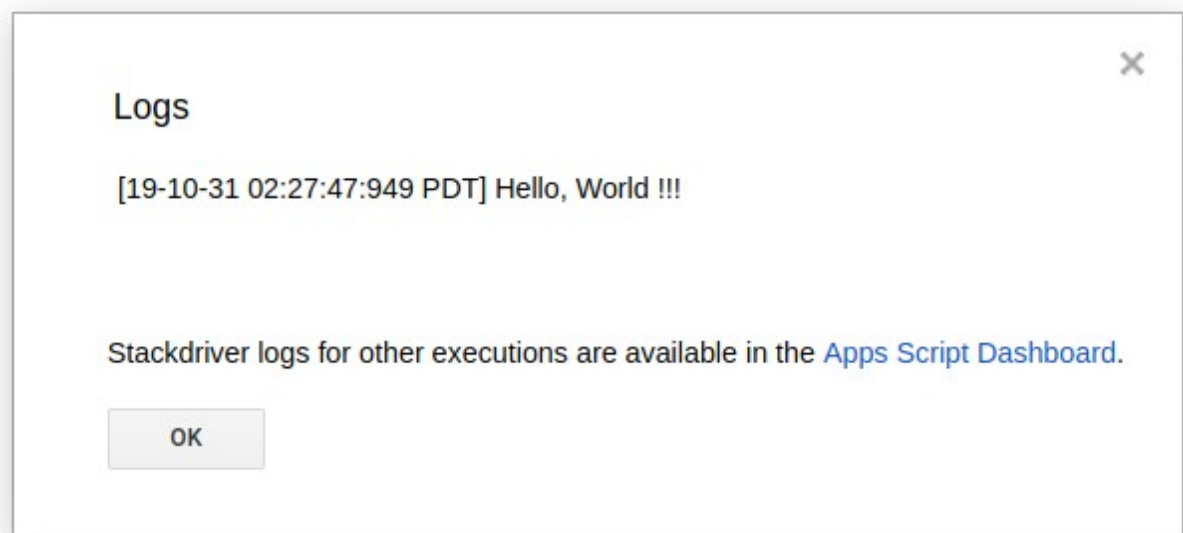 Logs
[19-10-31 02:27:47:949 PDT] Hello, World !!!
Stackdriver logs for other executions are available in the Apps Script Dashboard.
OK